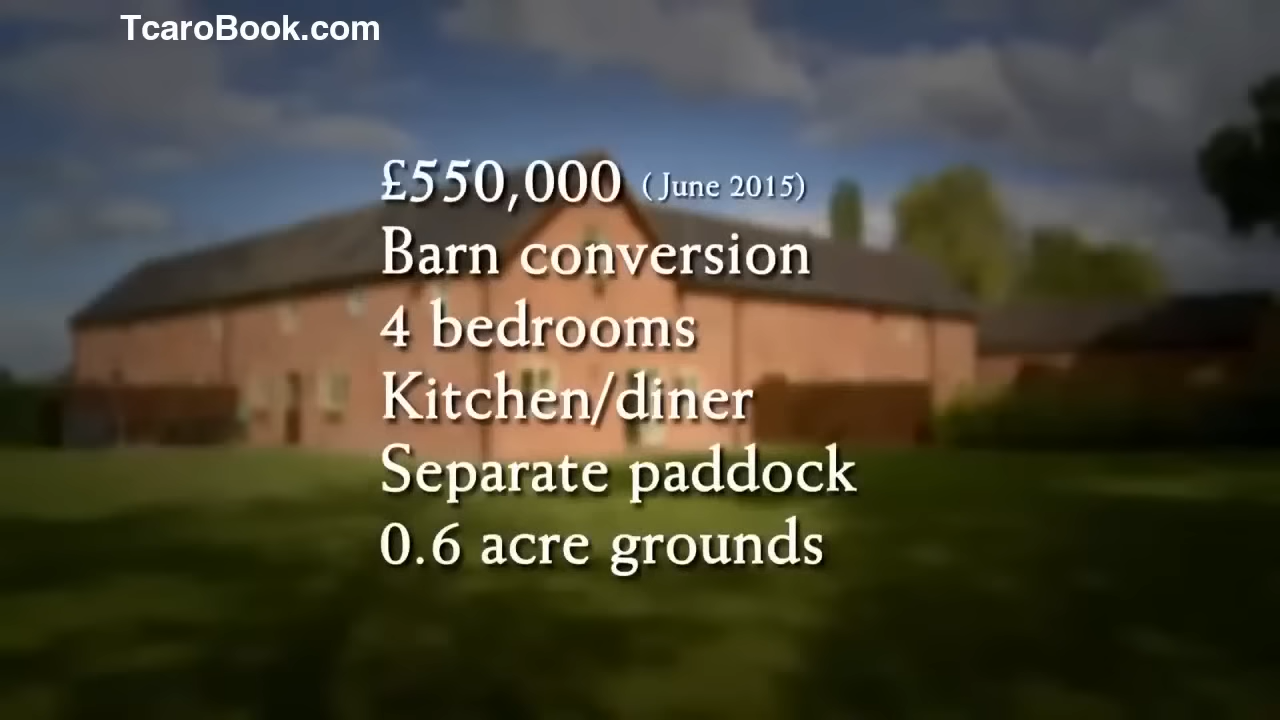 TcaroBook.com
£550,000 (June 2015)
Barn conversion
4 bedrooms
Kitchen/diner
Separate paddock
0.6 acre grounds